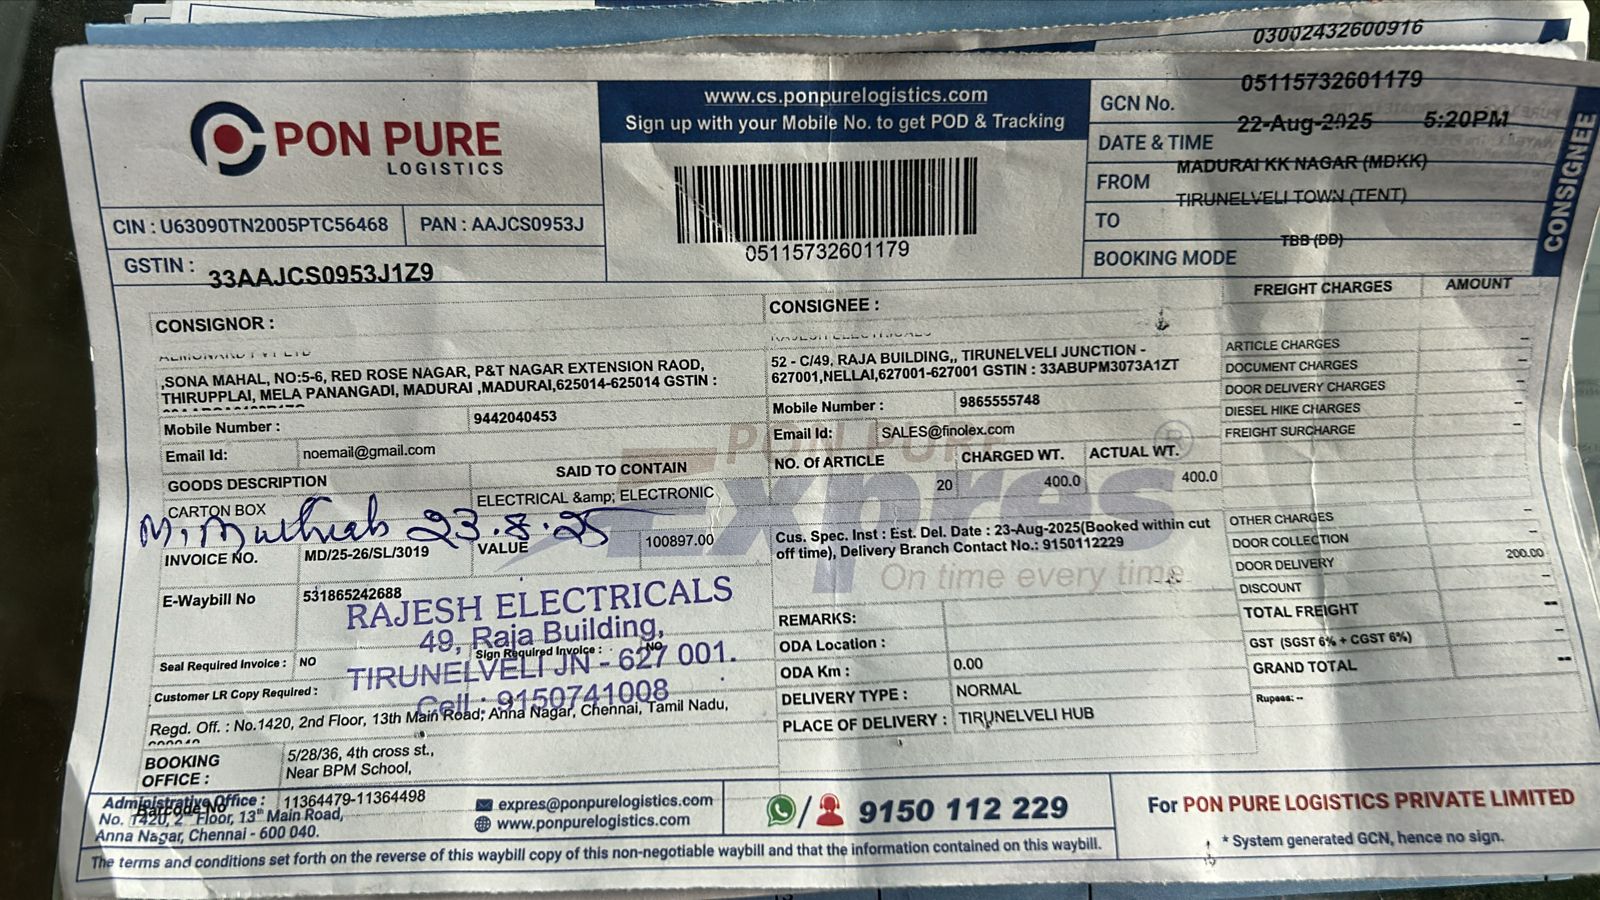 03002432600916
PON PURE
LOGISTICS
CIN : U63090TN2005PTC56468
PAN : AAJCS0953J
GSTIN : 33AAJCS0953J1Z9
www.cs.ponpurelogistics.com
Sign up with your Mobile No. to get POD & Tracking
05115732601179
GCN No. 05115732601179
DATE & TIME 22-Aug-2025 5:20PM
FROM MADURAI KK NAGAR (MDKK)
TO TIRUNELVELI TOWN (TENT)
BOOKING MODE TBB (DD)
CONSIGNEE
CONSIGNOR :
,SONA MAHAL, NO:5-6, RED ROSE NAGAR, P&T NAGAR EXTENSION RAOD,
THIRUPPLAI, MELA PANANGADI, MADURAI ,MADURAI,625014-625014 GSTIN :
Mobile Number : 9442040453
Email Id: noemail@gmail.com
GOODS DESCRIPTION
SAID TO CONTAIN
CARTON BOX
ELECTRICAL &amp; ELECTRONIC
23.8.25
INVOICE NO. MD/25-26/SL/3019
VALUE 100897.00
E-Waybill No 531865242688
RAJESH ELECTRICALS
49, Raja Building,
TIRUNELVELI JN - 627 001.
Cell : 9150741008
Seal Required Invoice : NO
Sign Required Invoice : NO
Customer LR Copy Required :
Regd. Off. : No.1420, 2nd Floor, 13th Main Road; Anna Nagar, Chennai, Tamil Nadu,
BOOKING
OFFICE :
5/28/36, 4th cross st.,
Near BPM School,
Barcode No 11364479-11364498
CONSIGNEE :
52 - C/49, RAJA BUILDING,, TIRUNELVELI JUNCTION -
627001,NELLAI,627001-627001 GSTIN : 33ABUPM3073A1ZT
Mobile Number : 9865555748
Email Id: SALES@finolex.com
NO. OF ARTICLE
CHARGED WT.
ACTUAL WT.
20
400.0
400.0
PON PURE
Expres
®
On time every time
Cus. Spec. Inst : Est. Del. Date : 23-Aug-2025(Booked within cut
off time), Delivery Branch Contact No.: 9150112229
REMARKS:
ODA Location :
ODA Km : 0.00
DELIVERY TYPE : NORMAL
PLACE OF DELIVERY : TIRUNELVELI HUB
FREIGHT CHARGES
AMOUNT
ARTICLE CHARGES --
DOCUMENT CHARGES --
DOOR DELIVERY CHARGES --
DIESEL HIKE CHARGES --
FREIGHT SURCHARGE --
OTHER CHARGES --
DOOR COLLECTION --
DOOR DELIVERY 200.00
DISCOUNT --
TOTAL FREIGHT --
GST (SGST 6% + CGST 6%) --
GRAND TOTAL --
Rupees: --
Administrative Office :
No. 1420, 2nd Floor, 13th Main Road,
Anna Nagar, Chennai - 600 040.
expres@ponpurelogistics.com
www.ponpurelogistics.com
9150 112 229
For PON PURE LOGISTICS PRIVATE LIMITED
* System generated GCN, hence no sign.
The terms and conditions set forth on the reverse of this waybill copy of this non-negotiable waybill and that the information contained on this waybill.